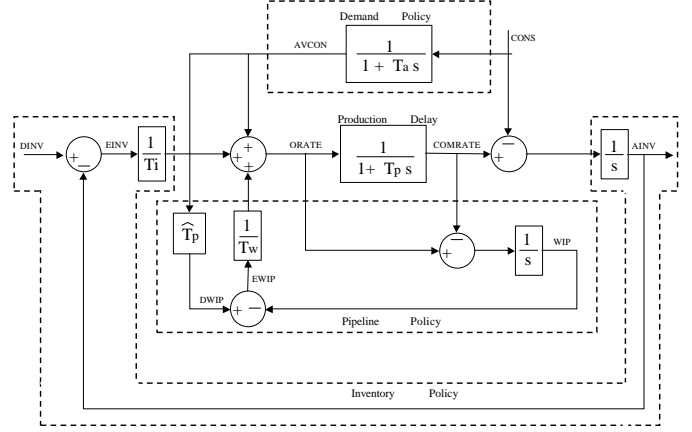 Demand Policy
AVCON
CONS
1
1 + Ta s
Production Delay
DINV
+
−
EINV
1
Ti
+
+ +
ORATE
1
1 + Tp s
COMRATE
−
+
1
s
AINV
T̂p
1
Tw
−
+
1
s
WIP
EWIP
DWIP
+ −
Pipeline Policy
Inventory Policy